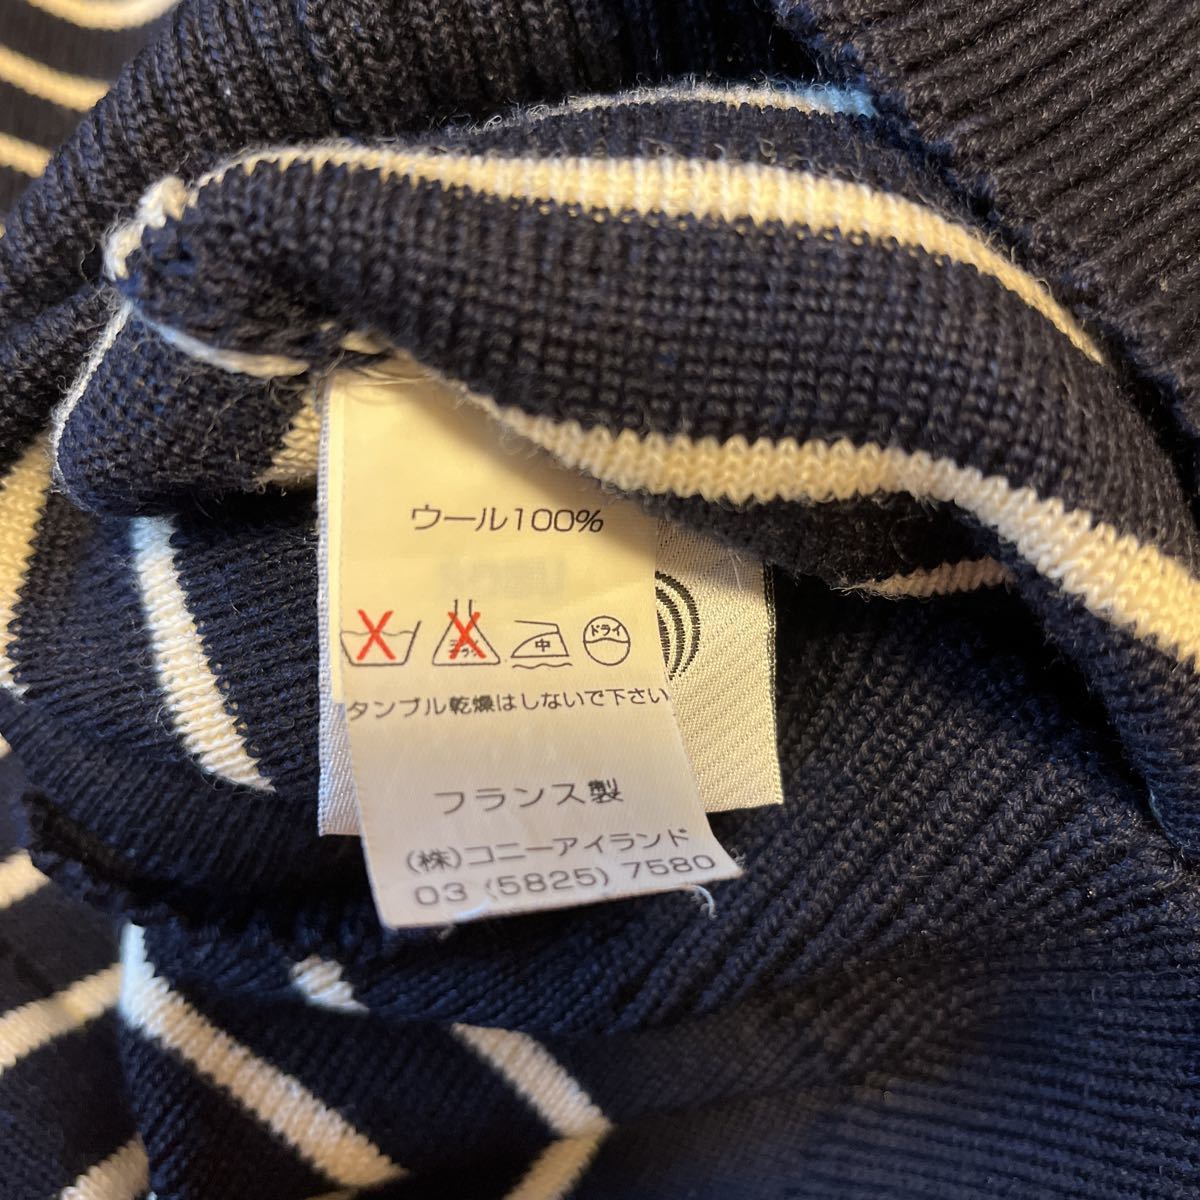 ウール100%
中
ドライ
タンブル乾燥はしないで下さい
フランス製
(株)コニーアイランド
03 (5825) 7580